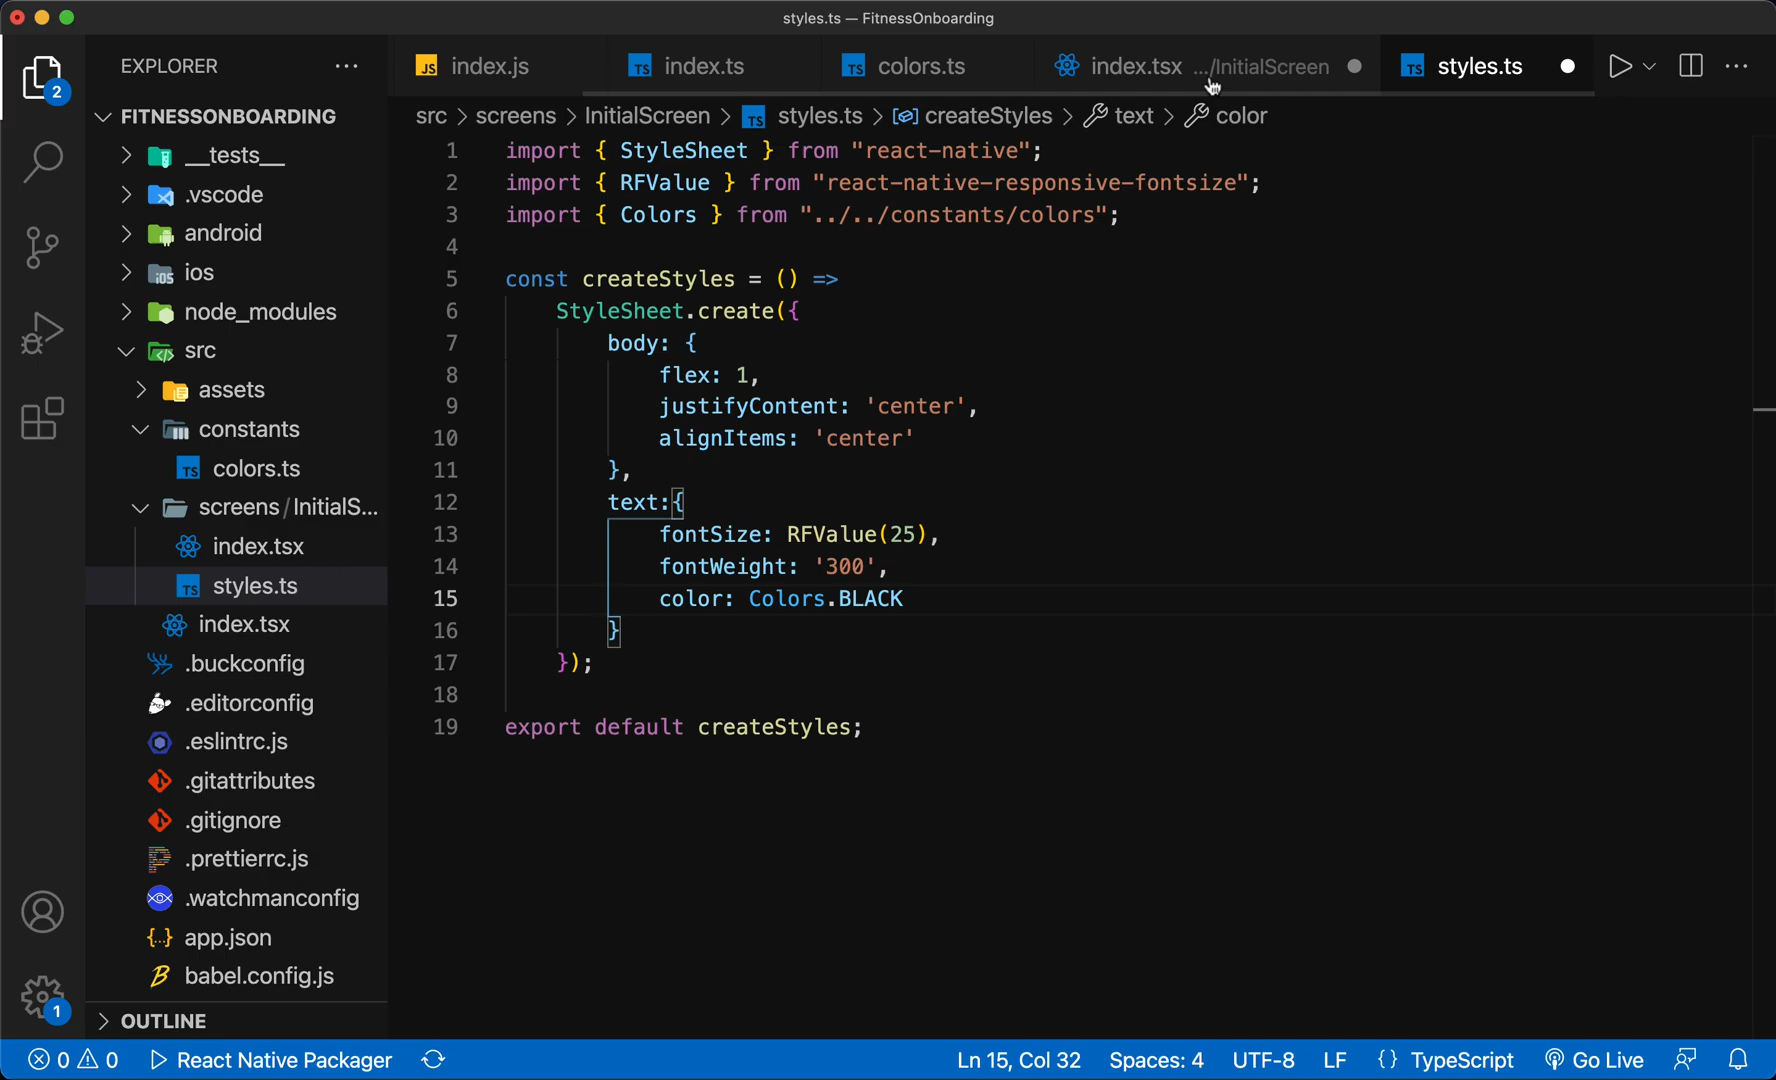 styles.ts — FitnessOnboarding
2
EXPLORER
JS index.js
TS index.ts
TS colors.ts
index.tsx .../InitialScreen
TS styles.ts
src > screens > InitialScreen > TS styles.ts > createStyles > text > color
FITNESSONBOARDING
__tests__
.vscode
android
ios
node_modules
src
assets
constants
TS colors.ts
screens/InitialS...
index.tsx
TS styles.ts
index.tsx
.buckconfig
.editorconfig
.eslintrc.js
.gitattributes
.gitignore
.prettierrc.js
.watchmanconfig
{..} app.json
babel.config.js
OUTLINE
1
1 import { StyleSheet } from "react-native";
2 import { RFValue } from "react-native-responsive-fontsize";
3 import { Colors } from "../../constants/colors";
4
5 const createStyles = () =>
6 StyleSheet.create({
7 body: {
8 flex: 1,
9 justifyContent: 'center',
10 alignItems: 'center'
11 },
12 text:{
13 fontSize: RFValue(25),
14 fontWeight: '300',
15 color: Colors.BLACK
16 }
17 });
18
19 export default createStyles;
0 0 React Native Packager Ln 15, Col 32 Spaces: 4 UTF-8 LF {} TypeScript Go Live